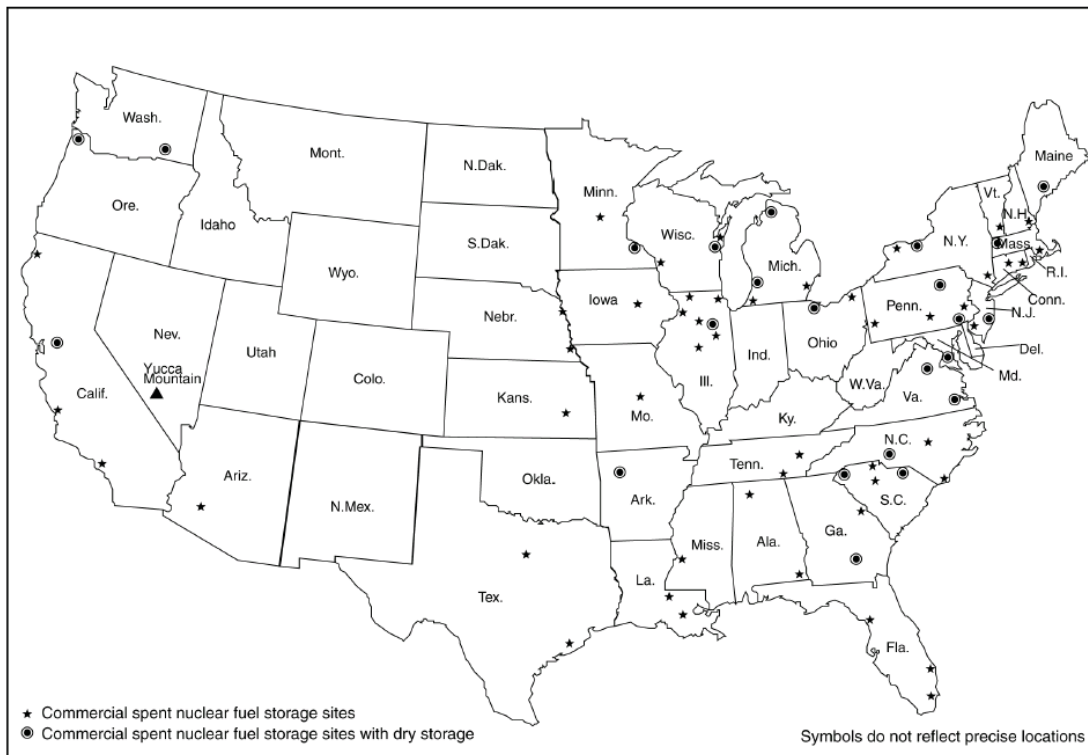 Wash.
Mont.
N.Dak.
Minn.
Maine
Vt.
N.H.
Ore.
Idaho
S.Dak.
Wisc.
Mich.
N.Y.
Mass.
R.I.
Conn.
Wyo.
Iowa
Nebr.
Penn.
N.J.
Nev.
Utah
Ohio
Ind.
Ill.
Del.
Md.
Yucca
Mountain
Calif.
Colo.
Kans.
Mo.
W.Va.
Va.
Ky.
N.C.
Tenn.
Ariz.
N.Mex.
Okla.
Ark.
S.C.
Miss.
Ala.
Ga.
Tex.
La.
Fla.
Commercial spent nuclear fuel storage sites
Commercial spent nuclear fuel storage sites with dry storage
Symbols do not reflect precise locations